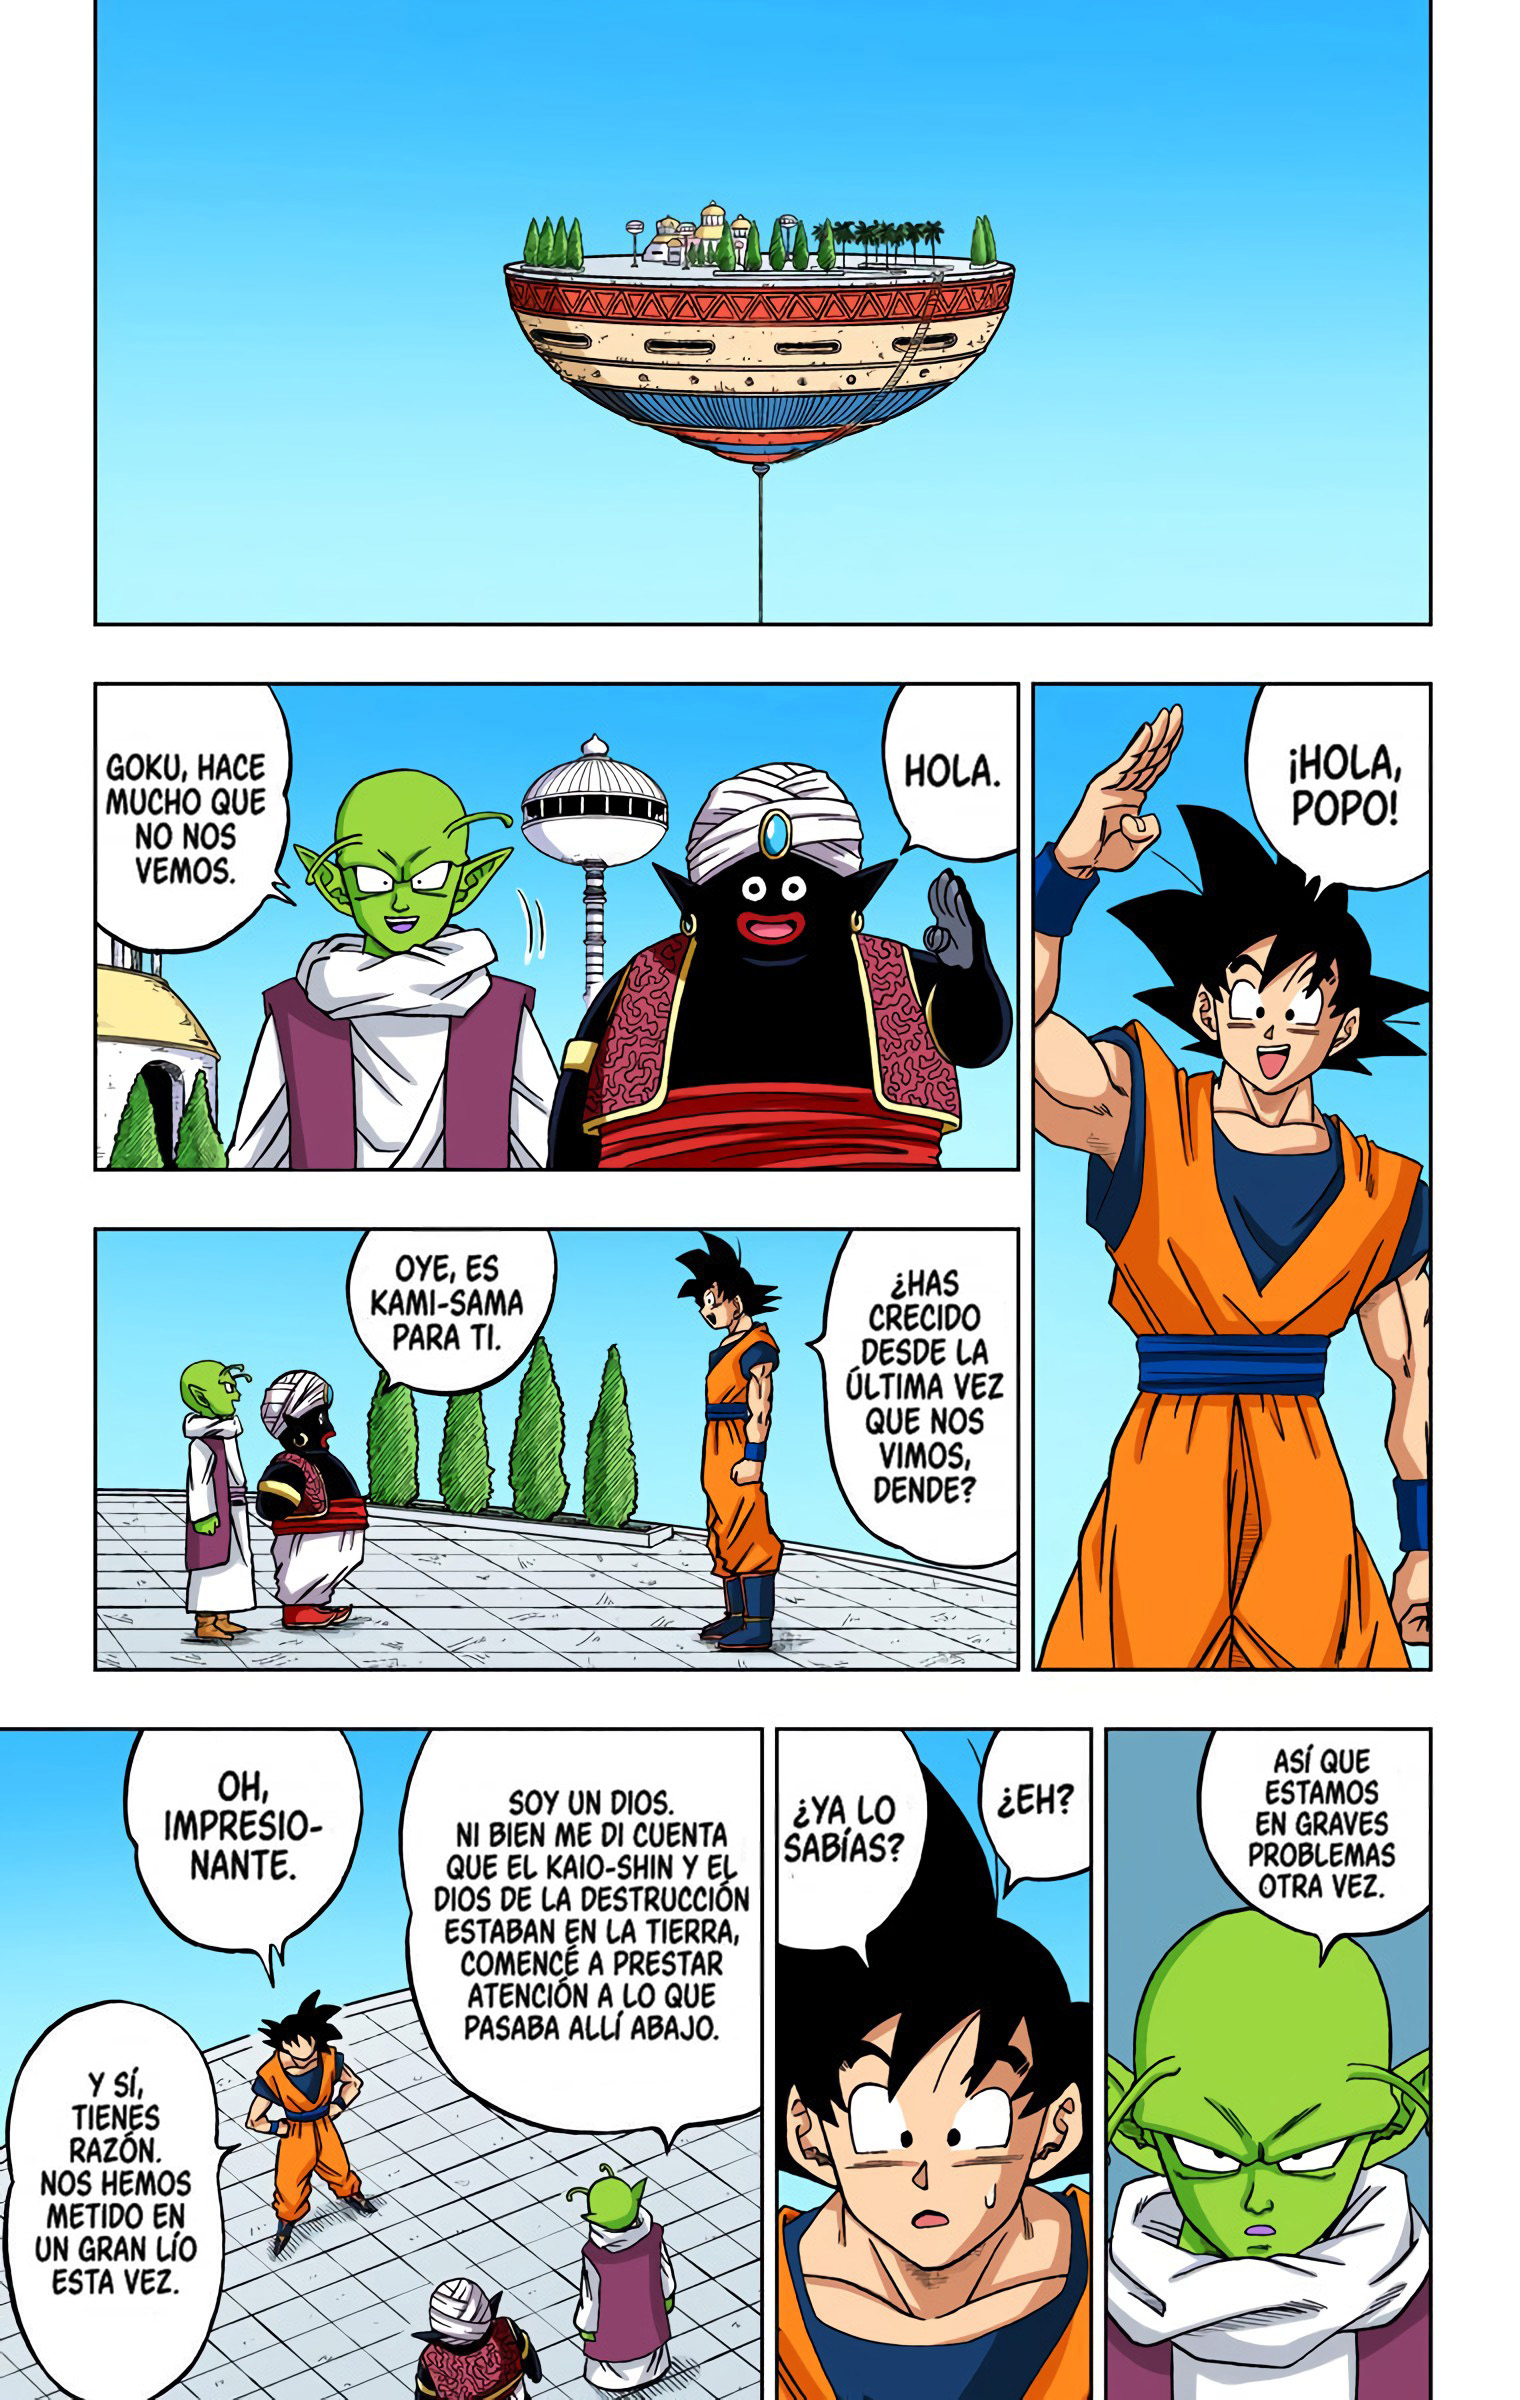 ¡HOLA,
POPO!
HOLA.
GOKU, HACE
MUCHO QUE
NO NOS
VEMOS.
¿HAS
CRECIDO
DESDE LA
ÚLTIMA VEZ
QUE NOS
VIMOS,
DENDE?
OYE, ES
KAMI-SAMA
PARA TI.
ASÍ QUE
ESTAMOS
EN GRAVES
PROBLEMAS
OTRA VEZ.
¿EH?
¿YA LO
SABÍAS?
SOY UN DIOS.
NI BIEN ME DI CUENTA
QUE EL KAIO-SHIN Y EL
DIOS DE LA DESTRUCCIÓN
ESTABAN EN LA TIERRA,
COMENCÉ A PRESTAR
ATENCIÓN A LO QUE
PASABA ALLÍ ABAJO.
OH,
IMPRESIO-
NANTE.
Y SÍ,
TIENES
RAZÓN.
NOS HEMOS
METIDO EN
UN GRAN LÍO
ESTA VEZ.